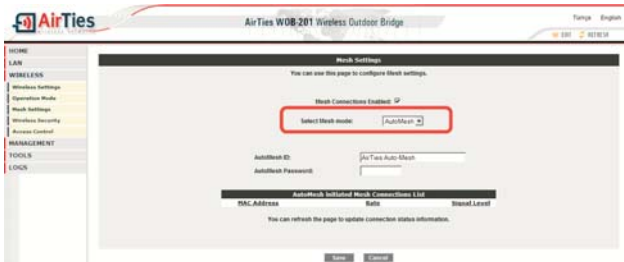 AirTies
AirTies WOB-201 Wireless Outdoor Bridge
Türkçe English
EXIT REFRESH
HOME
LAN
WIRELESS
Wireless Settings
Operation Mode
Mesh Settings
Wireless Security
Access Control
MANAGEMENT
TOOLS
LOGS
Mesh Settings
You can use this page to configure Mesh settings.
Mesh Connections Enabled:
Select Mesh mode: AutoMesh
AutoMesh ID: AirTies Auto-Mesh
AutoMesh Password:
AutoMesh Initiated Mesh Connections List
MAC Address Rate Signal Level
You can refresh the page to update connection status information.
Save Cancel